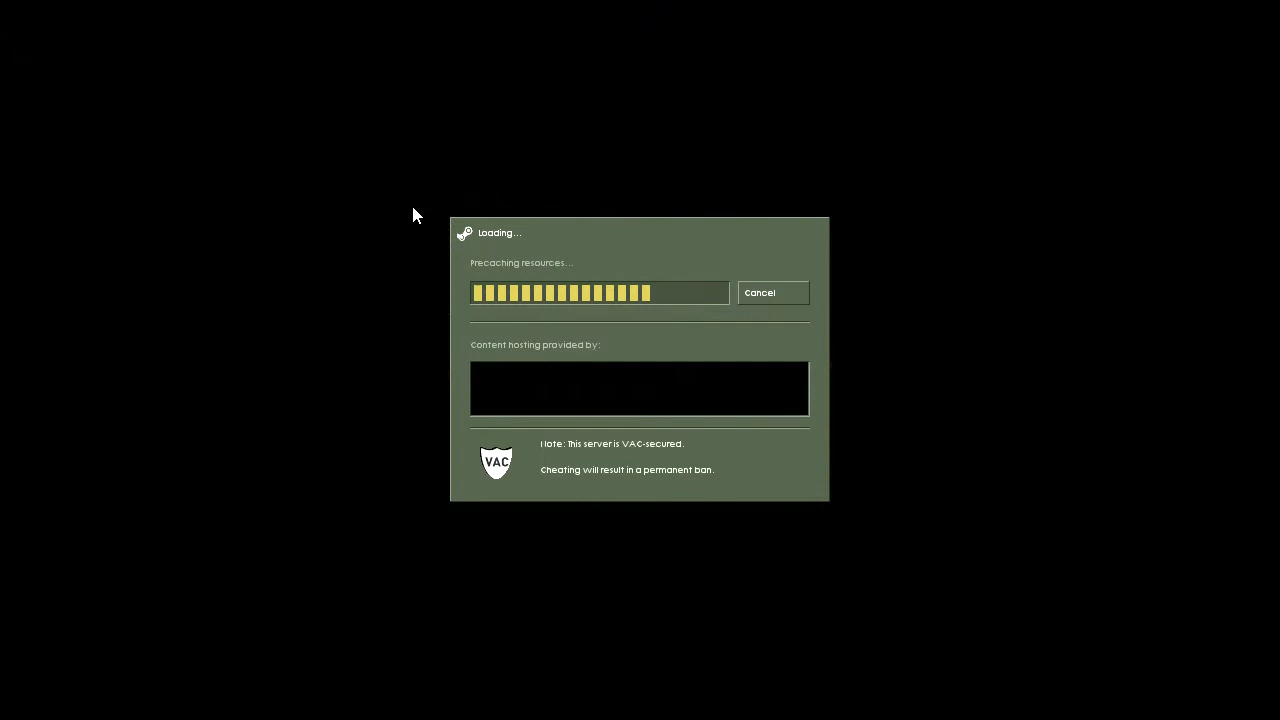 Loading...
Precaching resources...
Cancel
Content hosting provided by:
Note: This server is VAC-secured.
VAC
Cheating will result in a permanent ban.